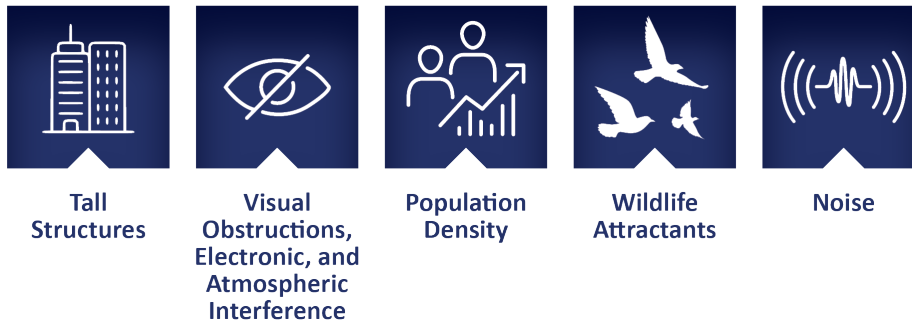 Tall
Structures
Visual
Obstructions,
Electronic, and
Atmospheric
Interference
Population
Density
Wildlife
Attractants
Noise